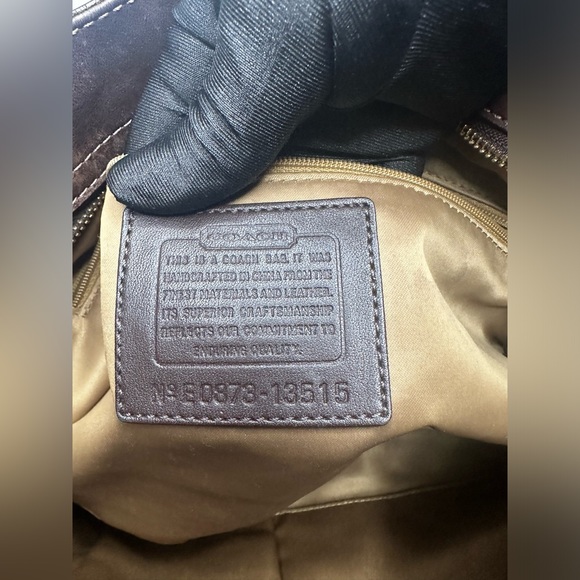 COACH
THIS IS A COACH BAG. IT WAS
HANDCRAFTED IN CHINA FROM THE
FINEST MATERIALS AND LEATHER.
ITS SUPERIOR CRAFTSMANSHIP
REFLECTS OUR COMMITMENT TO
ENDURING QUALITY.
Nº E0873-13515